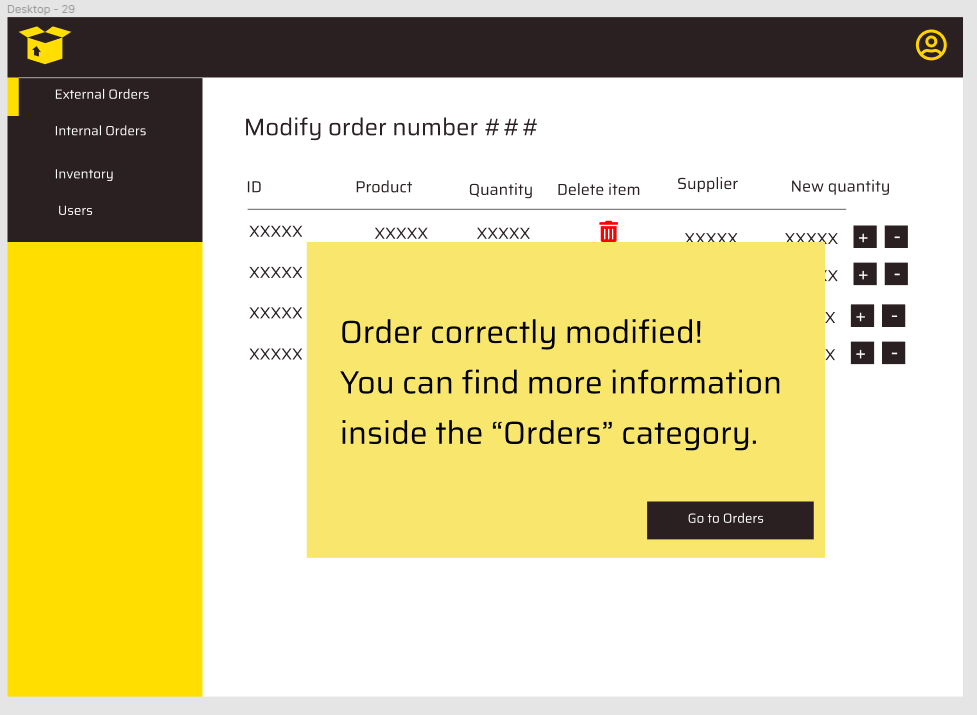 Desktop - 29
External Orders
Internal Orders
Inventory
Users
Modify order number ###
ID Product Quantity Delete item Supplier New quantity
XXXXX XXXXX XXXXX XXXXX XXXXX + -
XXXXX X + -
XXXXX X + -
XXXXX X + -
Order correctly modified!
You can find more information
inside the “Orders” category.
Go to Orders